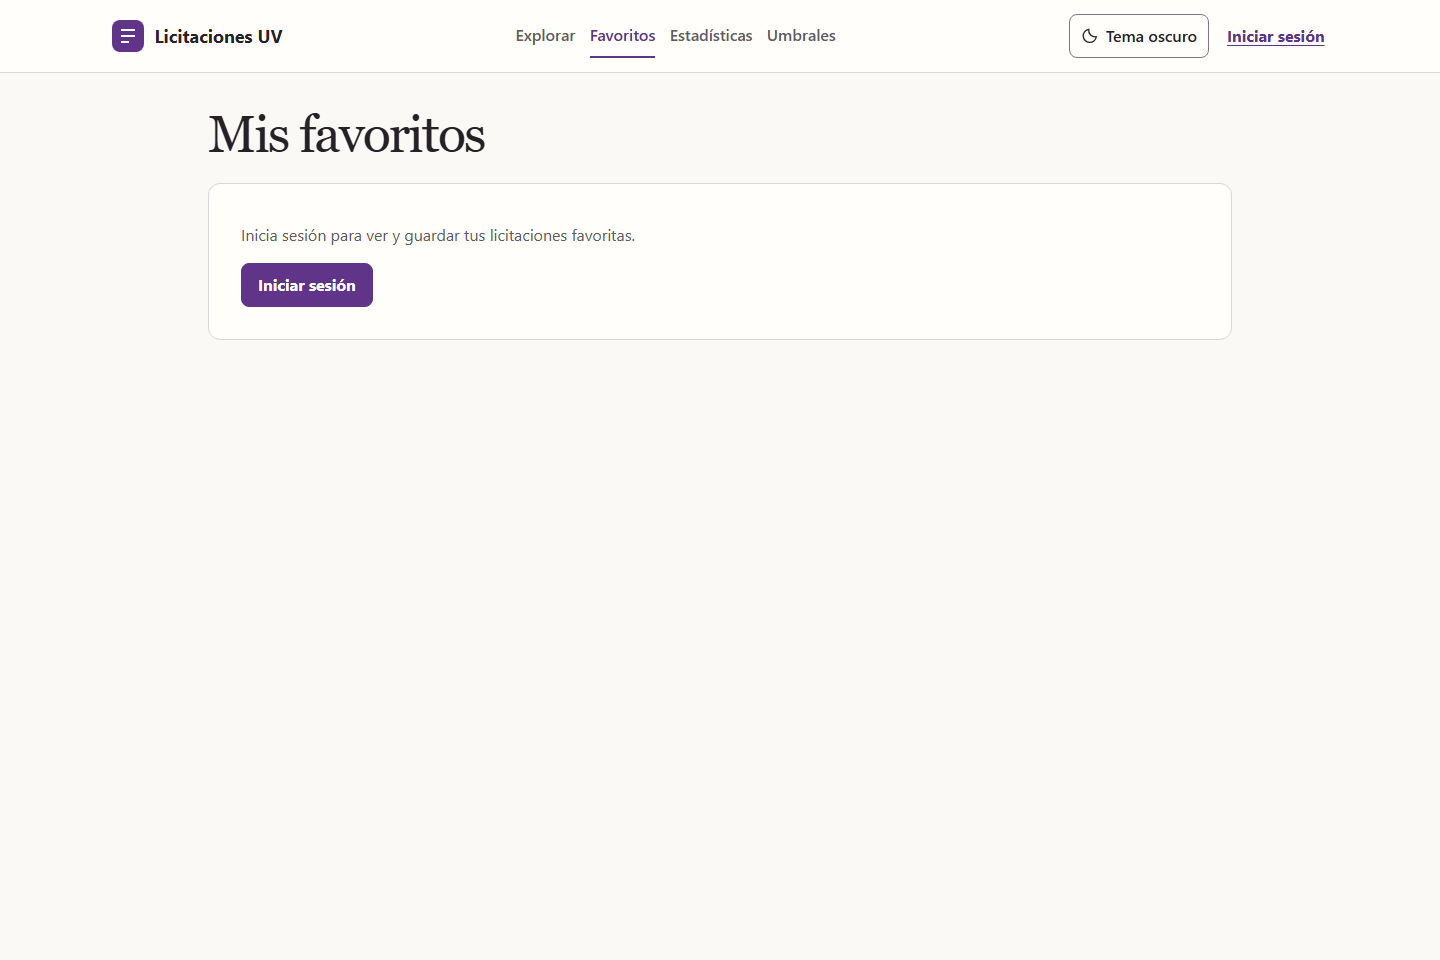 Licitaciones UV
Explorar Favoritos Estadísticas Umbrales
Tema oscuro
Iniciar sesión
Mis favoritos
Inicia sesión para ver y guardar tus licitaciones favoritas.
Iniciar sesión